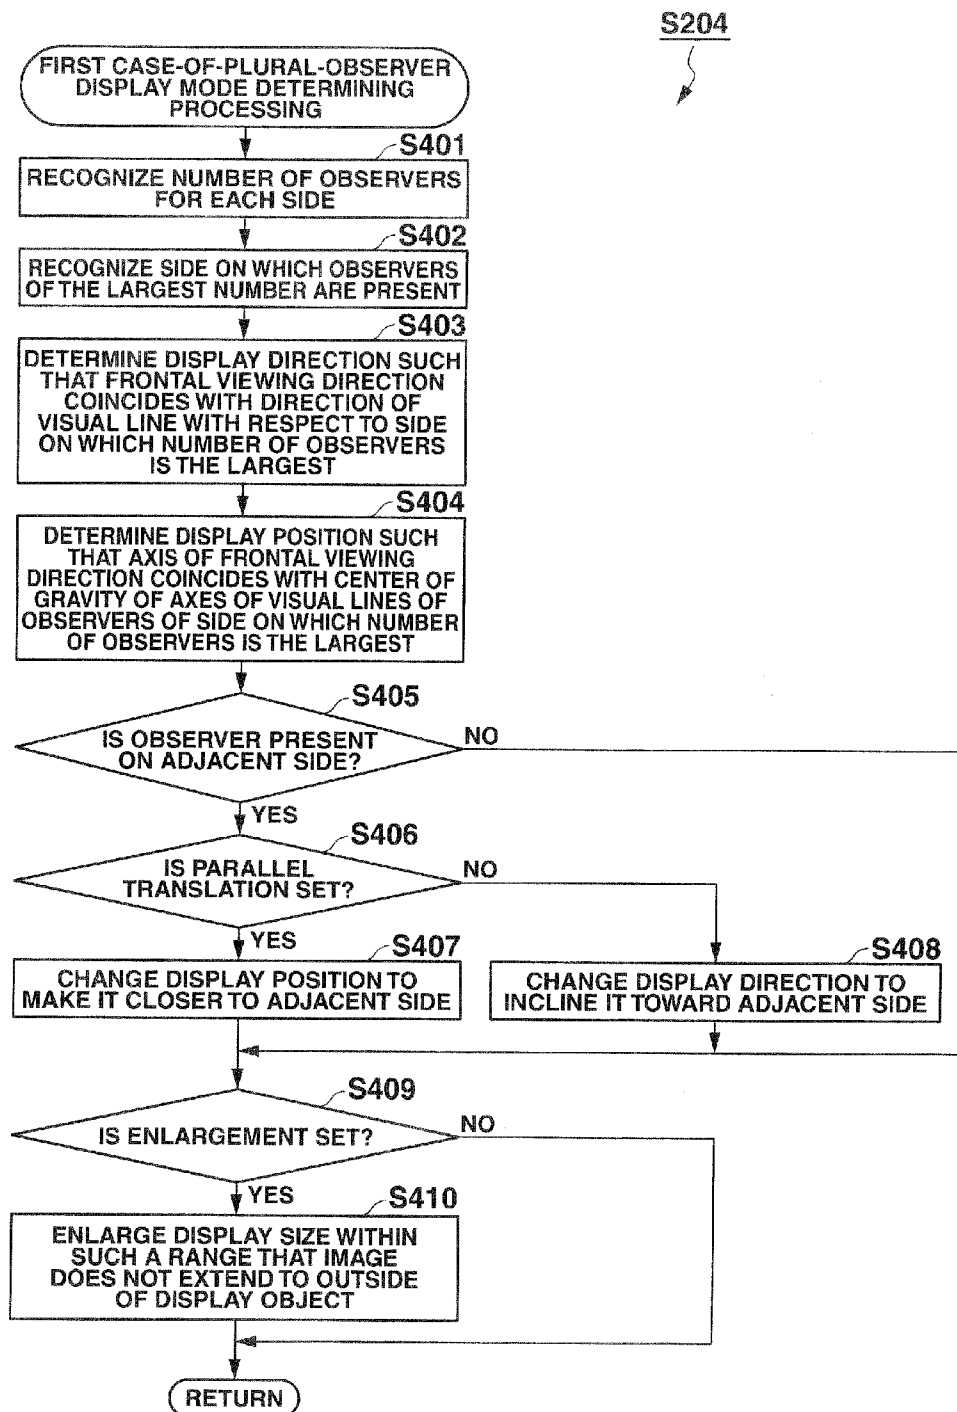 S204
FIRST CASE-OF-PLURAL-OBSERVER
DISPLAY MODE DETERMINING
PROCESSING
S401
RECOGNIZE NUMBER OF OBSERVERS
FOR EACH SIDE
S402
RECOGNIZE SIDE ON WHICH OBSERVERS
OF THE LARGEST NUMBER ARE PRESENT
S403
DETERMINE DISPLAY DIRECTION SUCH
THAT FRONTAL VIEWING DIRECTION
COINCIDES WITH DIRECTION OF
VISUAL LINE WITH RESPECT TO SIDE
ON WHICH NUMBER OF OBSERVERS
IS THE LARGEST
S404
DETERMINE DISPLAY POSITION SUCH
THAT AXIS OF FRONTAL VIEWING
DIRECTION COINCIDES WITH CENTER OF
GRAVITY OF AXES OF VISUAL LINES OF
OBSERVERS OF SIDE ON WHICH NUMBER
OF OBSERVERS IS THE LARGEST
S405
IS OBSERVER PRESENT
ON ADJACENT SIDE?
NO
YES
S406
IS PARALLEL
TRANSLATION SET?
NO
YES
S407
CHANGE DISPLAY POSITION TO
MAKE IT CLOSER TO ADJACENT SIDE
S408
CHANGE DISPLAY DIRECTION TO
INCLINE IT TOWARD ADJACENT SIDE
S409
IS ENLARGEMENT SET?
NO
YES
S410
ENLARGE DISPLAY SIZE WITHIN
SUCH A RANGE THAT IMAGE
DOES NOT EXTEND TO OUTSIDE
OF DISPLAY OBJECT
RETURN